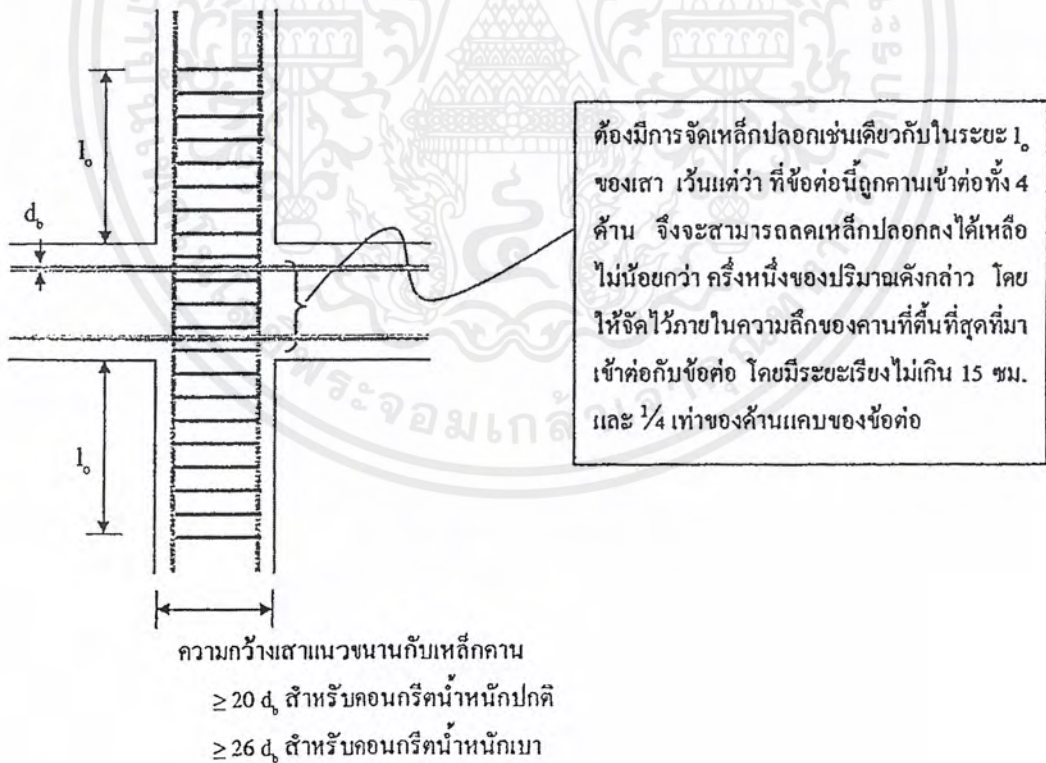 l₀
d_b
l₀
ต้องมีการจัดเหล็กปลอกเช่นเดียวกับในระยะ l₀
ของเสา เว้นแต่ว่า ที่ข้อต่อนี้ถูกคานเข้าต่อทั้ง 4
ด้าน จึงจะสามารถลดเหล็กปลอกลงได้เหลือ
ไม่น้อยกว่า ครึ่งหนึ่งของปริมาณดังกล่าว โดย
ให้จัดไว้ภายในความลึกของคานที่ตื้นที่สุดที่มา
เข้าต่อกับข้อต่อ โดยมีระยะเรียงไม่เกิน 15 ซม.
และ ¼ เท่าของด้านแคบของข้อต่อ
ความกว้างเสาแนวขนานกับเหล็กคาน
≥ 20 d_b สำหรับคอนกรีตน้ำหนักปกติ
≥ 26 d_b สำหรับคอนกรีตน้ำหนักเบา